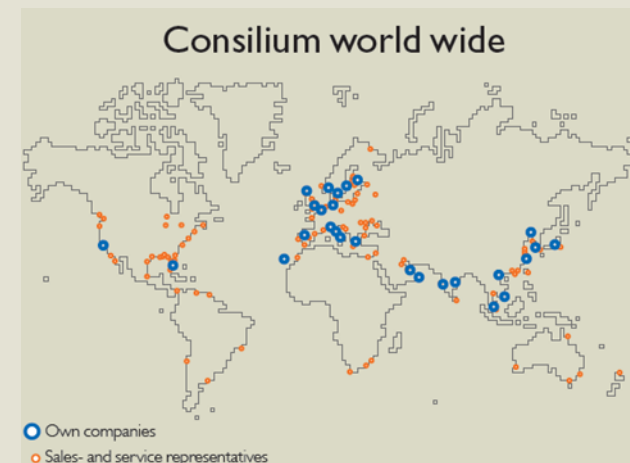 Consilium world wide
Own companies
Sales- and service representatives